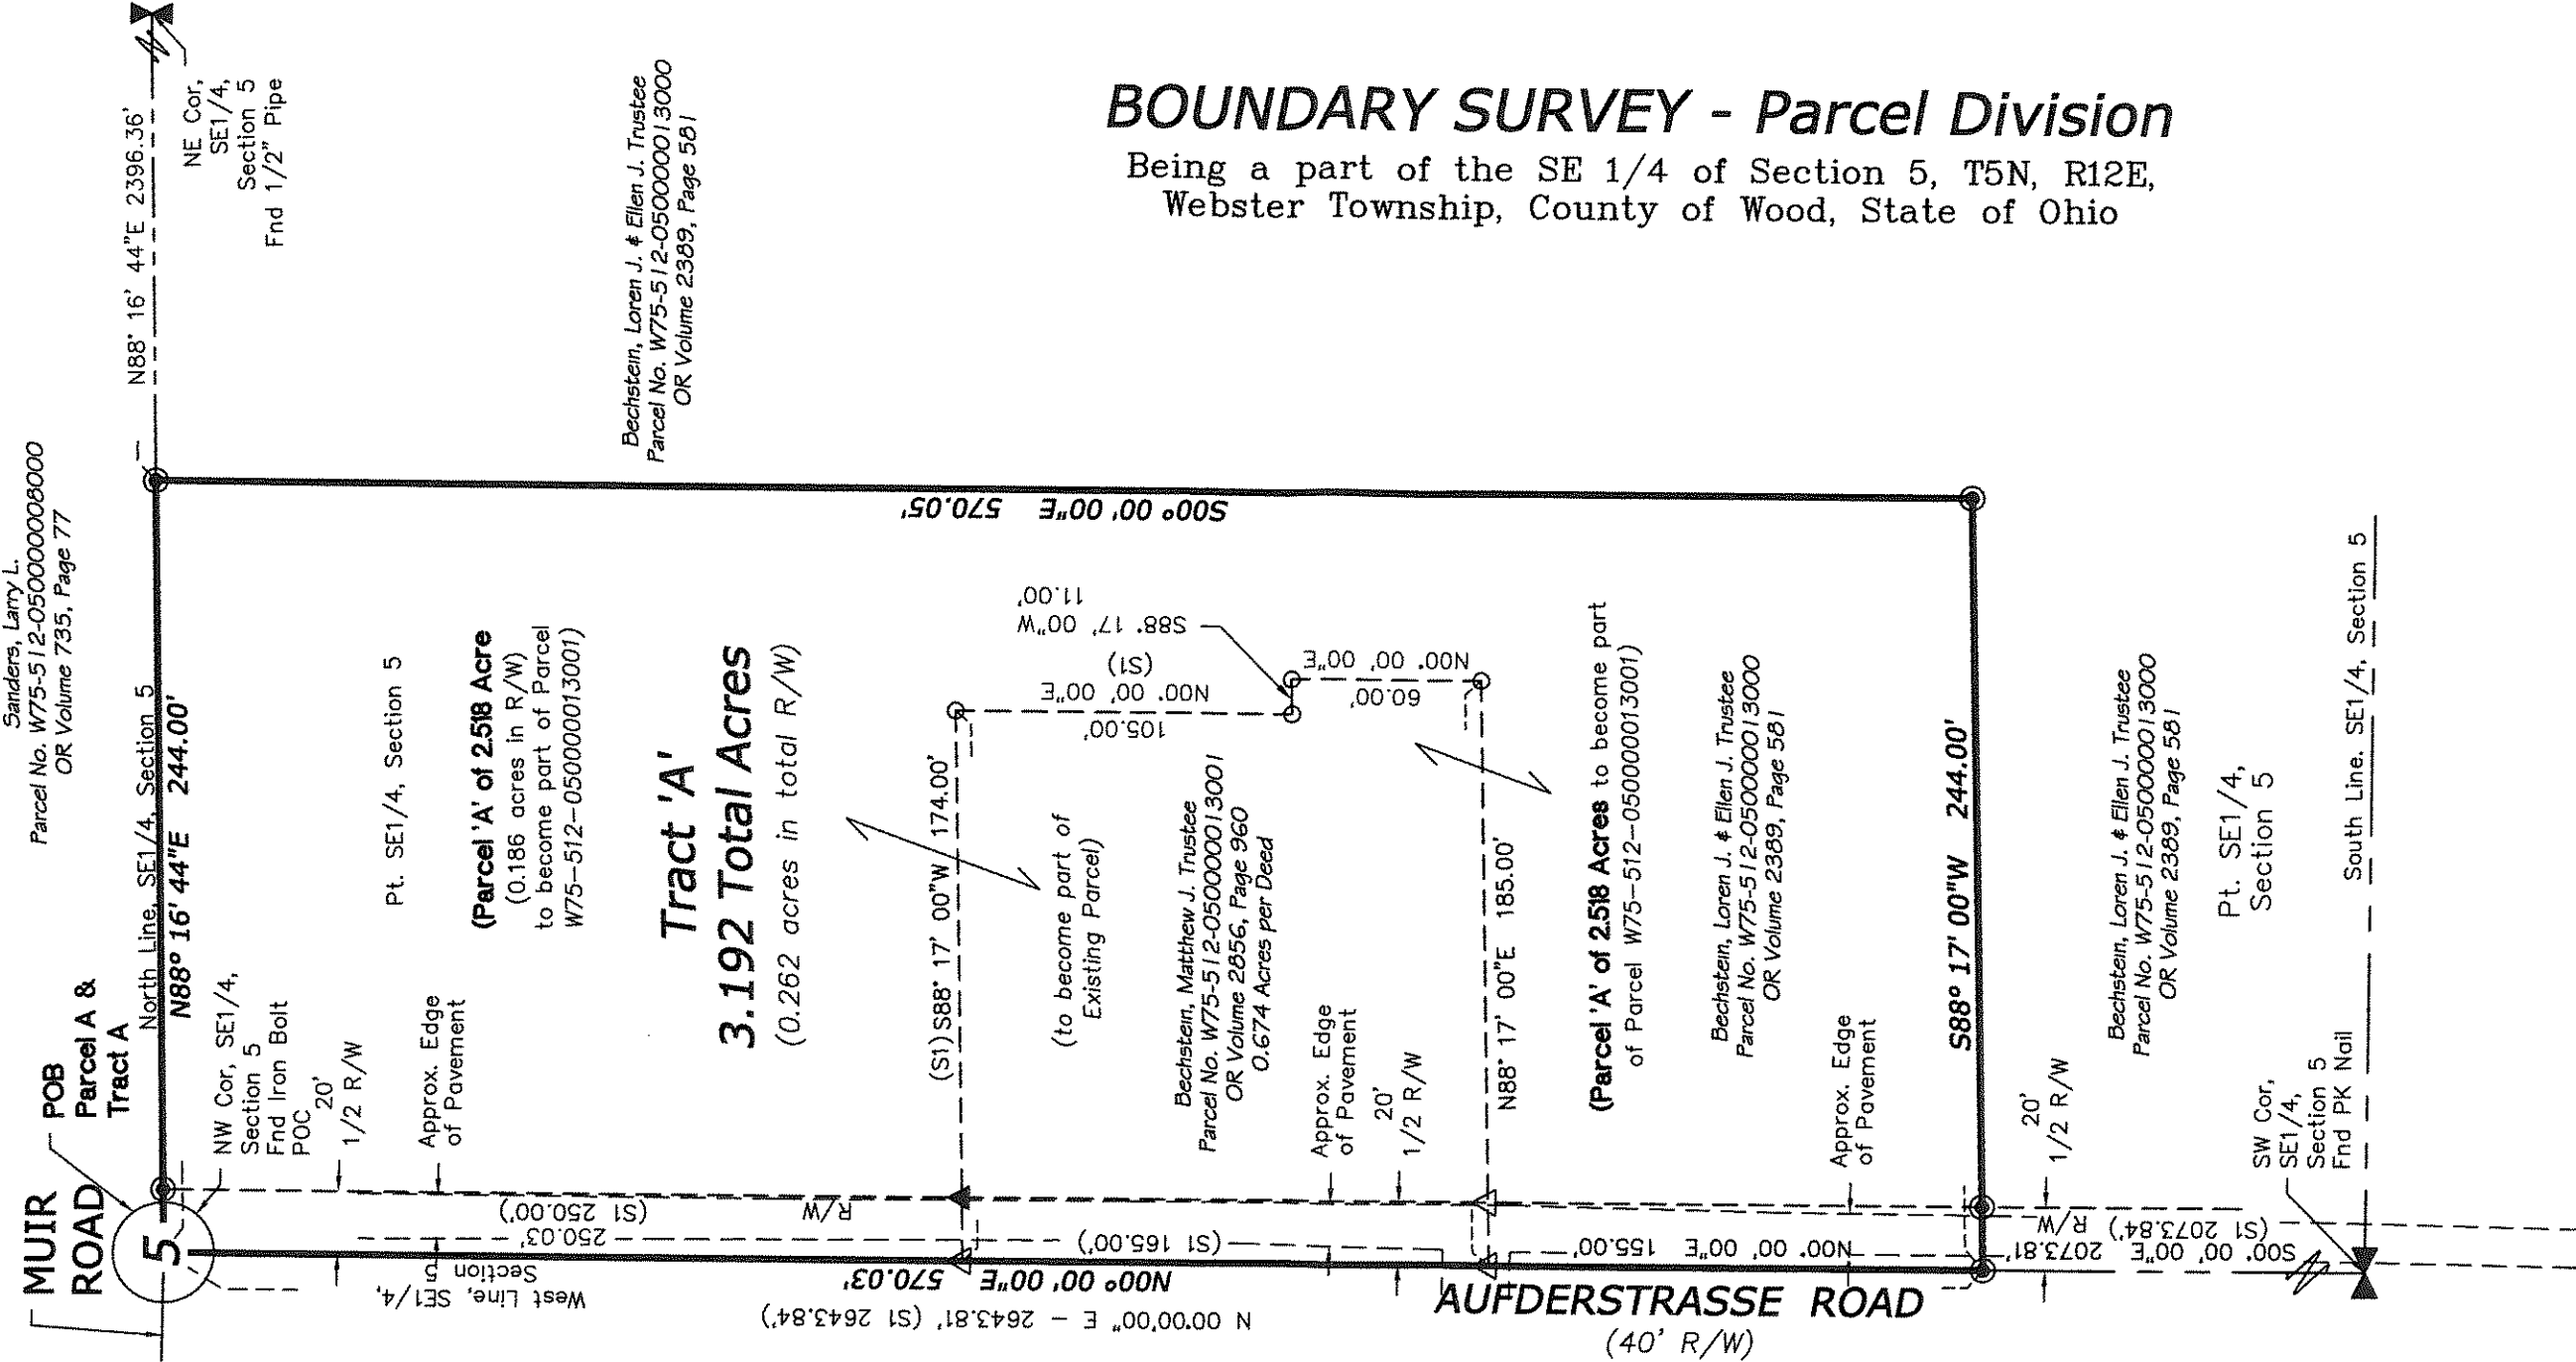 BOUNDARY SURVEY - Parcel Division
Being a part of the SE 1/4 of Section 5, T5N, R12E,
Webster Township, County of Wood, State of Ohio
Sanders, Larry L.
Parcel No. W75-512-050000008000
OR Volume 735, Page 77
N88° 16' 44"E 2396.36'
NE Cor,
SE1/4,
Section 5
Fnd 1/2" Pipe
Bechstein, Loren J. & Ellen J. Trustee
Parcel No. W75-512-050000013000
OR Volume 2389, Page 581
MUIR
ROAD
5
POB
Parcel A &
Tract A
North Line, SE1/4, Section 5
N88° 16' 44"E 244.00'
NW Cor, SE1/4,
Section 5
Fnd Iron Bolt
POC
20'
1/2 R/W
Approx. Edge
of Pavement
Pt. SE1/4, Section 5
(Parcel 'A' of 2.518 Acre
(0.186 acres in R/W)
to become part of Parcel
W75-512-050000013001)
Tract 'A'
3.192 Total Acres
(0.262 acres in total R/W)
S00° 00' 00"E 570.05'
(S1) S88° 17' 00"W 174.00'
N00° 00' 00"E
(S1)
105.00'
S88° 17' 00"W
11.00'
N00° 00' 00"E
60.00'
(to become part of
Existing Parcel)
Bechstein, Matthew J. Trustee
Parcel No. W75-512-050000013001
OR Volume 2856, Page 960
0.674 Acres per Deed
Approx. Edge
of Pavement
20'
1/2 R/W
N88° 17' 00"E 185.00'
(Parcel 'A' of 2.518 Acres to become part
of Parcel W75-512-050000013001)
Bechstein, Loren J. & Ellen J. Trustee
Parcel No. W75-512-050000013000
OR Volume 2389, Page 581
Approx. Edge
of Pavement
S88° 17' 00"W 244.00'
20'
1/2 R/W
Bechstein, Loren J. & Ellen J. Trustee
Parcel No. W75-512-050000013000
OR Volume 2389, Page 581
Pt. SE1/4,
Section 5
SW Cor,
SE1/4,
Section 5
Fnd PK Nail
South Line. SE1/4, Section 5
R/W
(S1 250.00')
250.03'
(S1 165.00')
N00° 00' 00"E 155.00'
R/W
(S1 2073.84')
S00° 00' 00"E 2073.81'
West Line, SE1/4,
Section 5
N00° 00' 00"E 570.03'
N 00°00'00" E - 2643.81' (S1 2643.84')
AUFDERSTRASSE ROAD
(40' R/W)